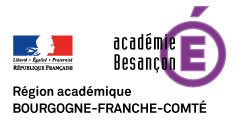 académie
Besançon
É
Liberté • Égalité • Fraternité
RÉPUBLIQUE FRANÇAISE
Région académique
BOURGOGNE-FRANCHE-COMTÉ